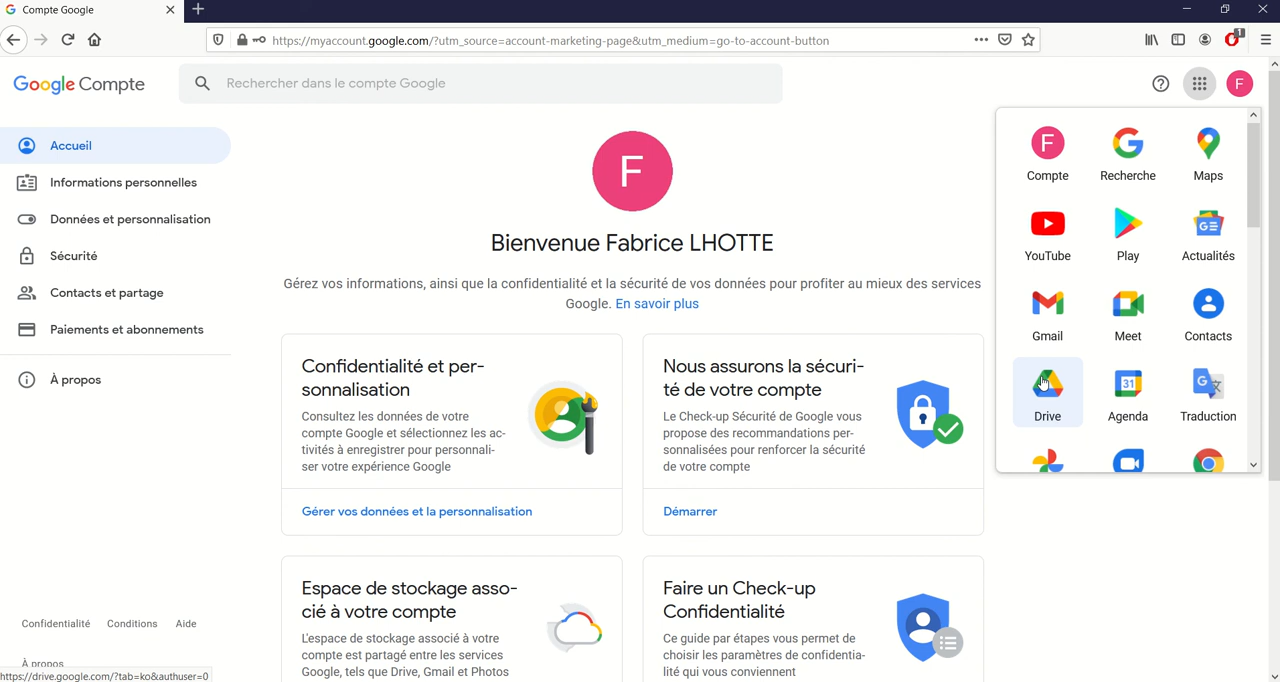 Compte Google
https://myaccount.google.com/?utm_source=account-marketing-page&utm_medium=go-to-account-button
1
Google Compte
Rechercher dans le compte Google
F
Accueil
Informations personnelles
Données et personnalisation
Sécurité
Contacts et partage
Paiements et abonnements
À propos
F
Bienvenue Fabrice LHOTTE
Gérez vos informations, ainsi que la confidentialité et la sécurité de vos données pour profiter au mieux des services
Google. En savoir plus
Confidentialité et per-
sonnalisation
Consultez les données de votre
compte Google et sélectionnez les ac-
tivités à enregistrer pour personnali-
ser votre expérience Google
Gérer vos données et la personnalisation
Nous assurons la sécuri-
té de votre compte
Le Check-up Sécurité de Google vous
propose des recommandations per-
sonnalisées pour renforcer la sécurité
de votre compte
Démarrer
Espace de stockage asso-
cié à votre compte
L'espace de stockage associé à votre
compte est partagé entre les services
Google, tels que Drive, Gmail et Photos
Faire un Check-up
Confidentialité
Ce guide par étapes vous permet de
choisir les paramètres de confidentia-
lité qui vous conviennent
F
Compte Recherche Maps
GE
YouTube Play Actualités
Gmail Meet Contacts
31
G
Drive Agenda Traduction
Confidentialité Conditions Aide
À propos
https://drive.google.com/?tab=ko&authuser=0